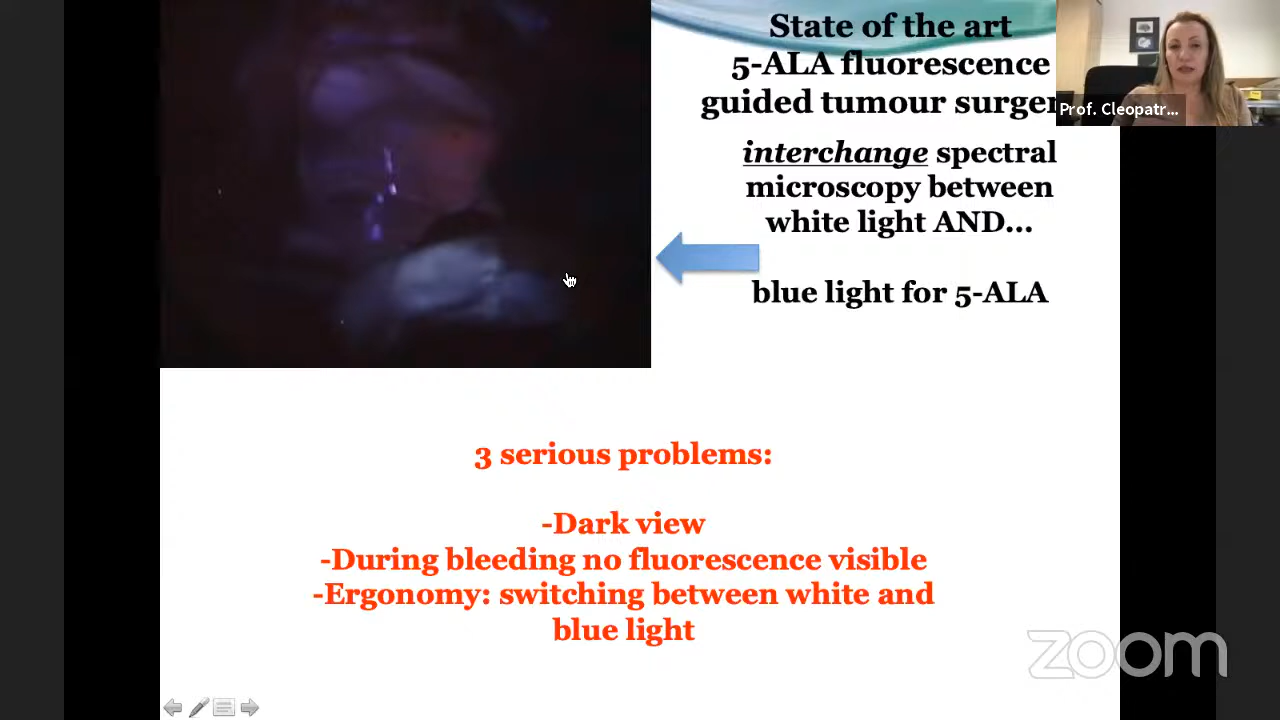 State of the art
5-ALA fluorescence
guided tumour surger
interchange spectral
microscopy between
white light AND...
blue light for 5-ALA
Prof. Cleopatr...
3 serious problems:
-Dark view
-During bleeding no fluorescence visible
-Ergonomy: switching between white and
blue light
zoom